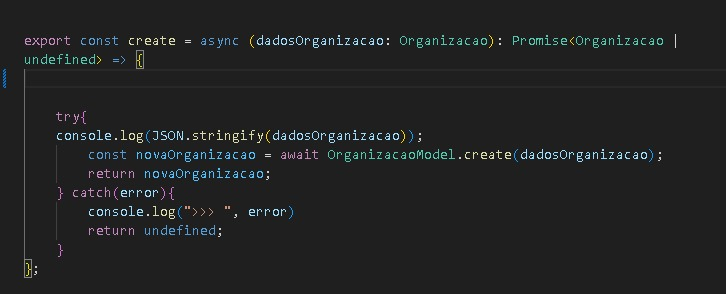 export const create = async (dadosOrganizacao: Organizacao): Promise<Organizacao |
undefined> => {
try{
console.log(JSON.stringify(dadosOrganizacao));
const novaOrganizacao = await OrganizacaoModel.create(dadosOrganizacao);
return novaOrganizacao;
} catch(error){
console.log(">>> ", error)
return undefined;
}
};